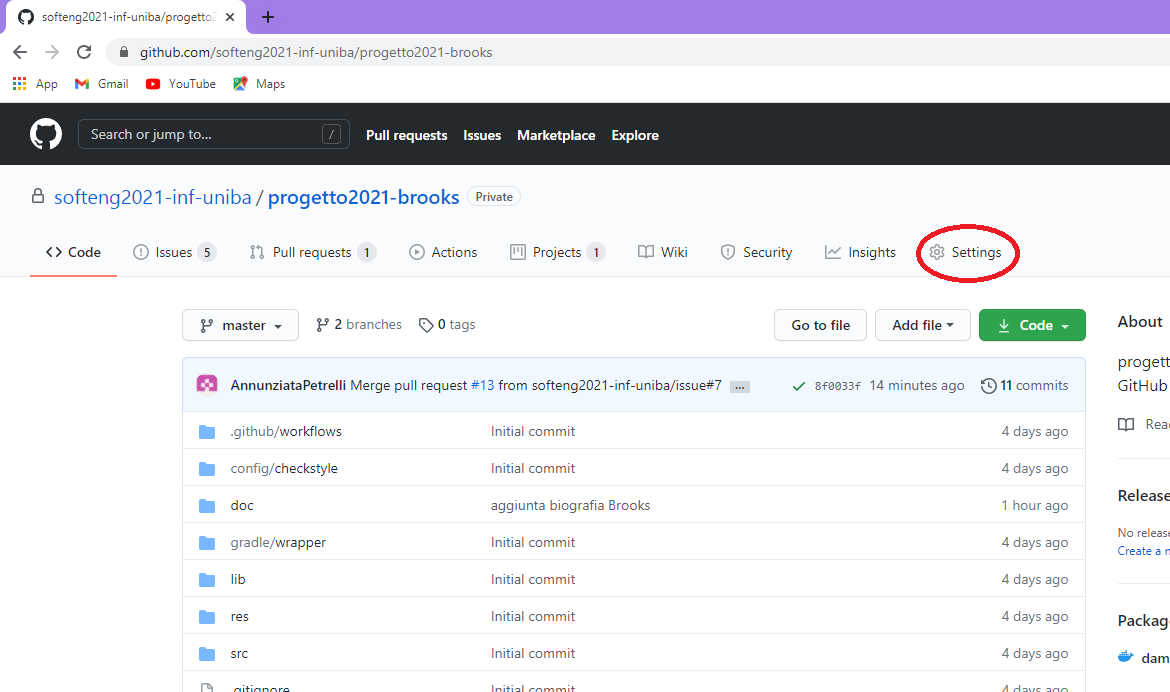 softeng2021-inf-uniba/progetto2
github.com/softeng2021-inf-uniba/progetto2021-brooks
App Gmail YouTube Maps
Search or jump to... / Pull requests Issues Marketplace Explore
softeng2021-inf-uniba / progetto2021-brooks Private
Code Issues 5 Pull requests 1 Actions Projects 1 Wiki Security Insights Settings
master 2 branches 0 tags Go to file Add file Code
About
AnnunziataPetrelli Merge pull request #13 from softeng2021-inf-uniba/issue#7 ... 8f0033f 14 minutes ago 11 commits
progett
GitHub
.github/workflows Initial commit 4 days ago
Rea
config/checkstyle Initial commit 4 days ago
doc aggiunta biografia Brooks 1 hour ago
Release
gradle/wrapper Initial commit 4 days ago
No release
Create a n
lib Initial commit 4 days ago
res Initial commit 4 days ago
Packag
src Initial commit 4 days ago
dam
.gitignore Initial commit 4 days ago